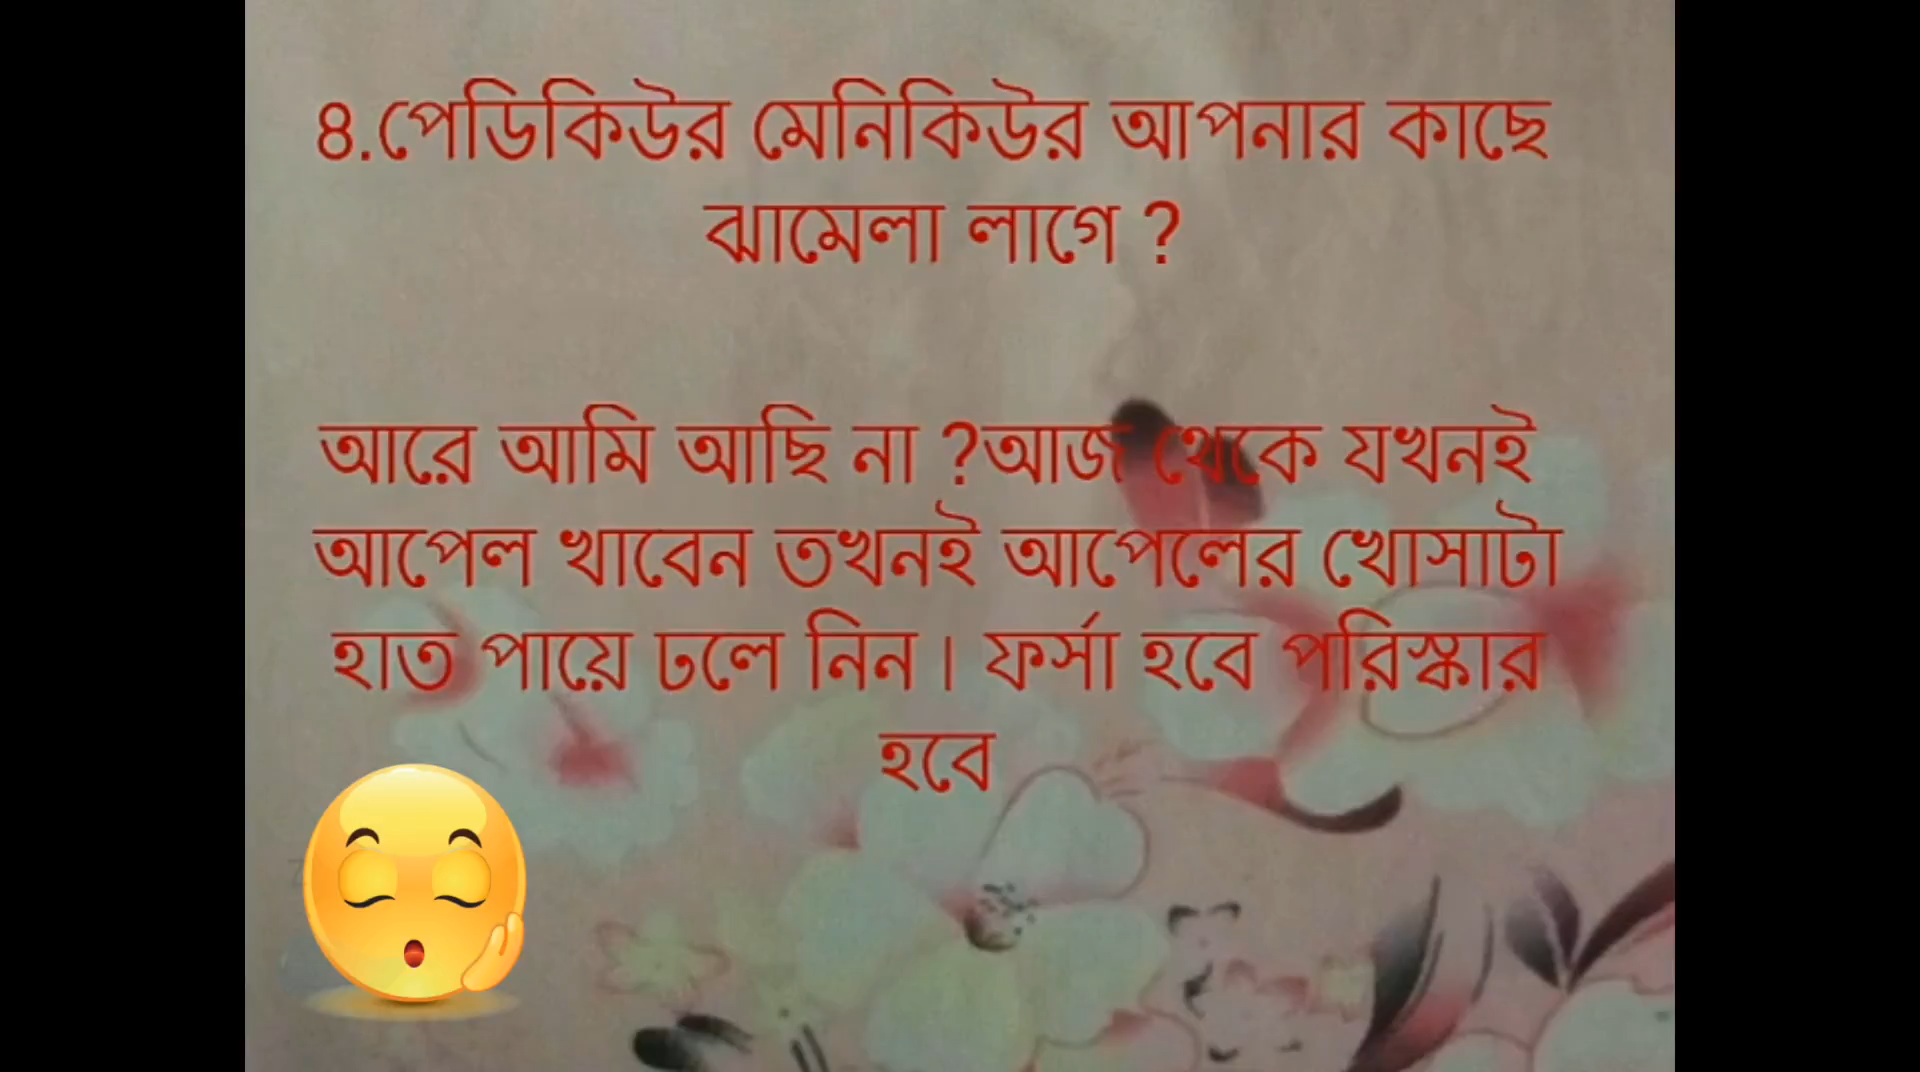 ৪.পেডিকিউর মেনিকিউর আপনার কাছে
ঝামেলা লাগে ?
আরে আমি আছি না ?আজ থেকে যখনই
আপেল খাবেন তখনই আপেলের খোসাটা
হাত পায়ে ঢলে নিন । ফর্সা হবে পরিস্কার
হবে